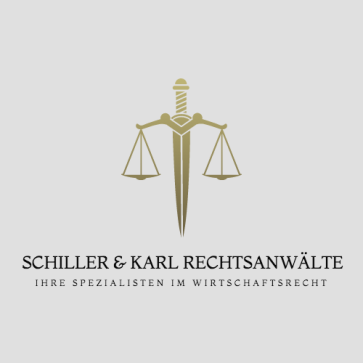 SCHILLER & KARL RECHTSANWÄLTE
IHRE SPEZIALISTEN IM WIRTSCHAFTSRECHT